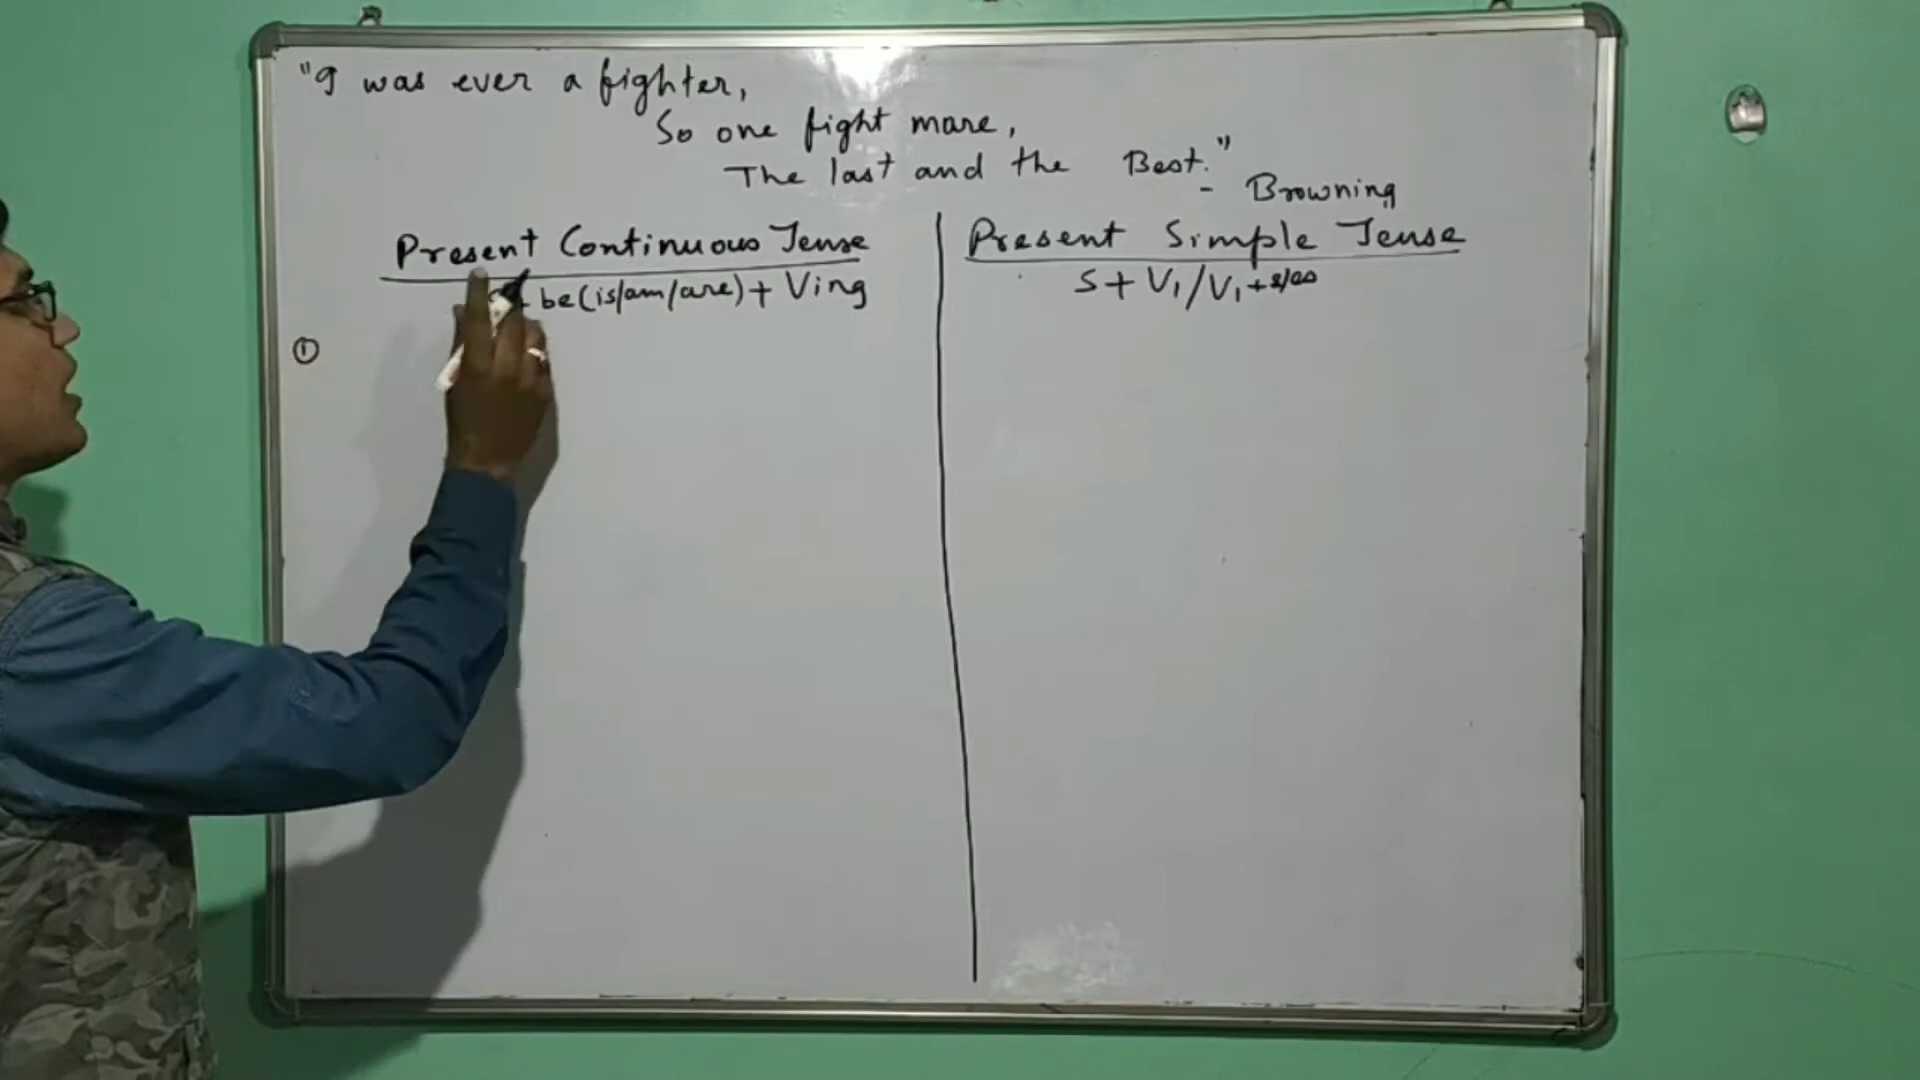 "I was ever a fighter,
So one fight more,
The last and the Best."
- Browning
Present Continuous Tense
be(is/am/are) + Ving
Present Simple Tense
S + V1/V1 + s/es
①